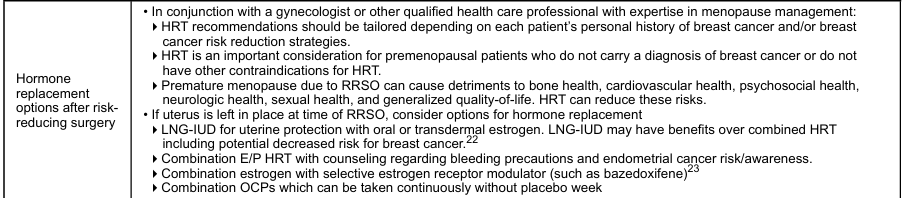 Hormone
replacement
options after risk-
reducing surgery
• In conjunction with a gynecologist or other qualified health care professional with expertise in menopause management:
▸ HRT recommendations should be tailored depending on each patient's personal history of breast cancer and/or breast
cancer risk reduction strategies.
▸ HRT is an important consideration for premenopausal patients who do not carry a diagnosis of breast cancer or do not
have other contraindications for HRT.
▸ Premature menopause due to RRSO can cause detriments to bone health, cardiovascular health, psychosocial health,
neurologic health, sexual health, and generalized quality-of-life. HRT can reduce these risks.
• If uterus is left in place at time of RRSO, consider options for hormone replacement
▸ LNG-IUD for uterine protection with oral or transdermal estrogen. LNG-IUD may have benefits over combined HRT
including potential decreased risk for breast cancer.22
▸ Combination E/P HRT with counseling regarding bleeding precautions and endometrial cancer risk/awareness.
▸ Combination estrogen with selective estrogen receptor modulator (such as bazedoxifene)23
▸ Combination OCPs which can be taken continuously without placebo week